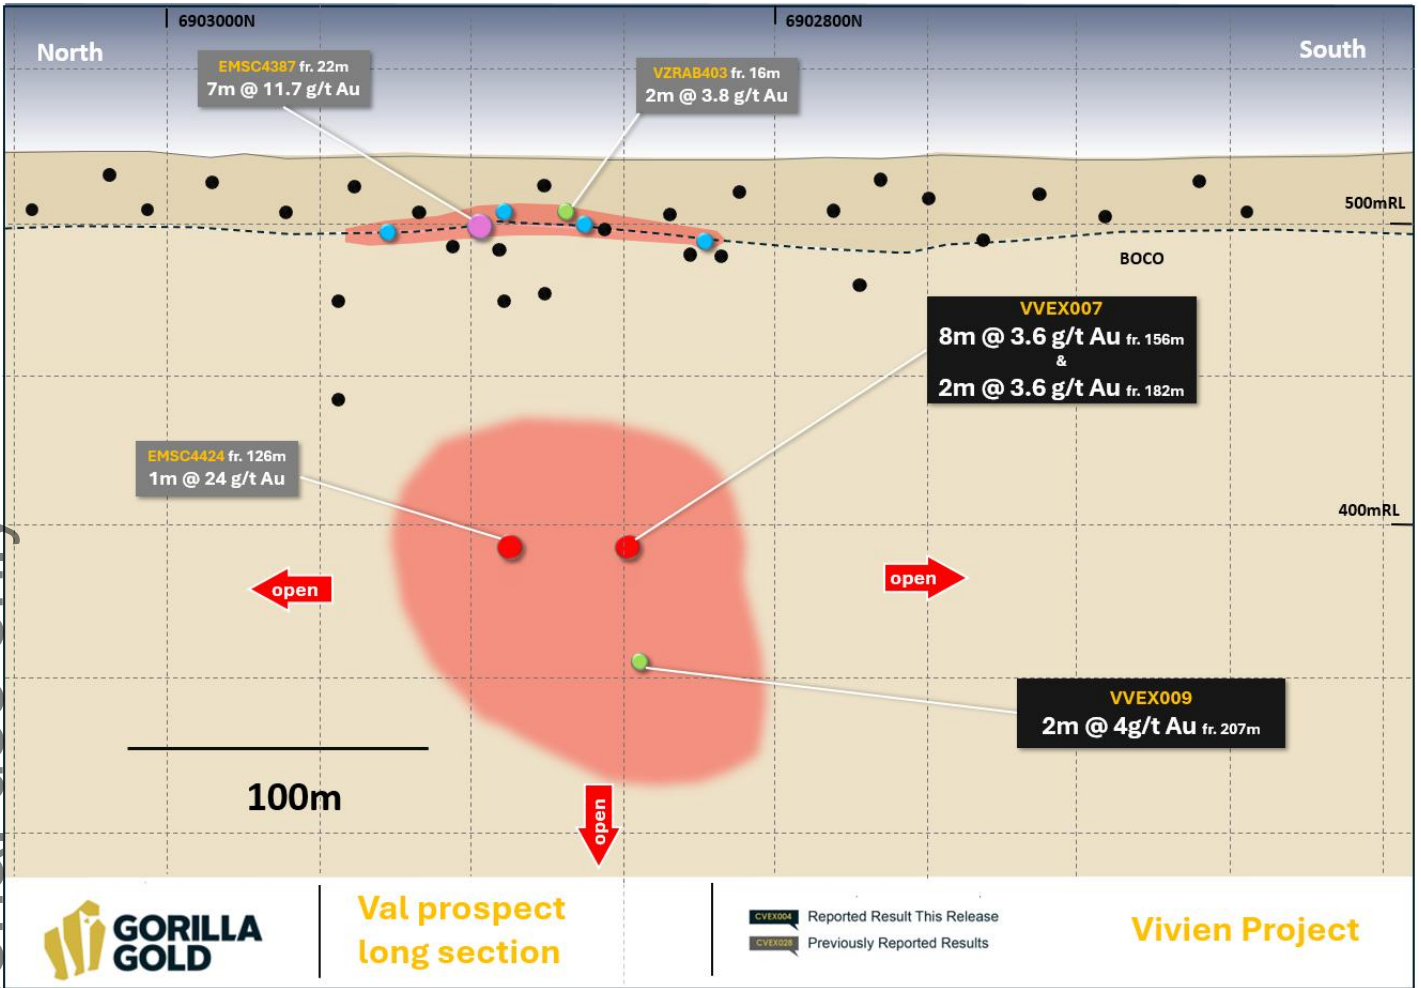 6903000N
6902800N
North
South
EMSC4387 fr. 22m
7m @ 11.7 g/t Au
VZRAB403 fr. 16m
2m @ 3.8 g/t Au
500mRL
BOCO
VVEX007
8m @ 3.6 g/t Au fr. 156m
&
2m @ 3.6 g/t Au fr. 182m
EMSC4424 fr. 126m
1m @ 24 g/t Au
400mRL
open
open
VVEX009
2m @ 4g/t Au fr. 207m
100m
open
GORILLA
GOLD
Val prospect
long section
CVEX004 Reported Result This Release
CVEX028 Previously Reported Results
Vivien Project